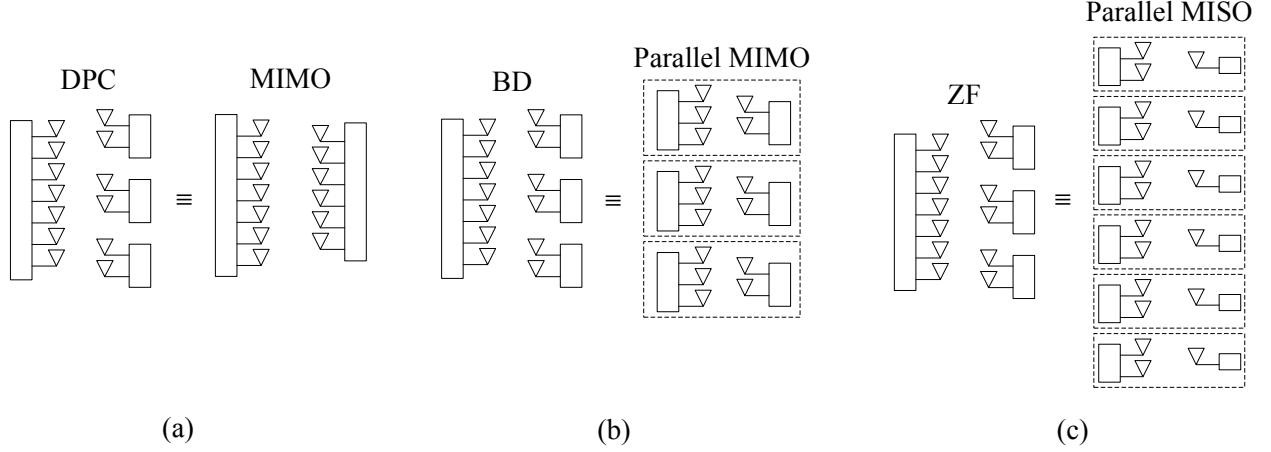 DPC
MIMO
≡
(a)
BD
Parallel MIMO
≡
(b)
ZF
Parallel MISO
≡
(c)